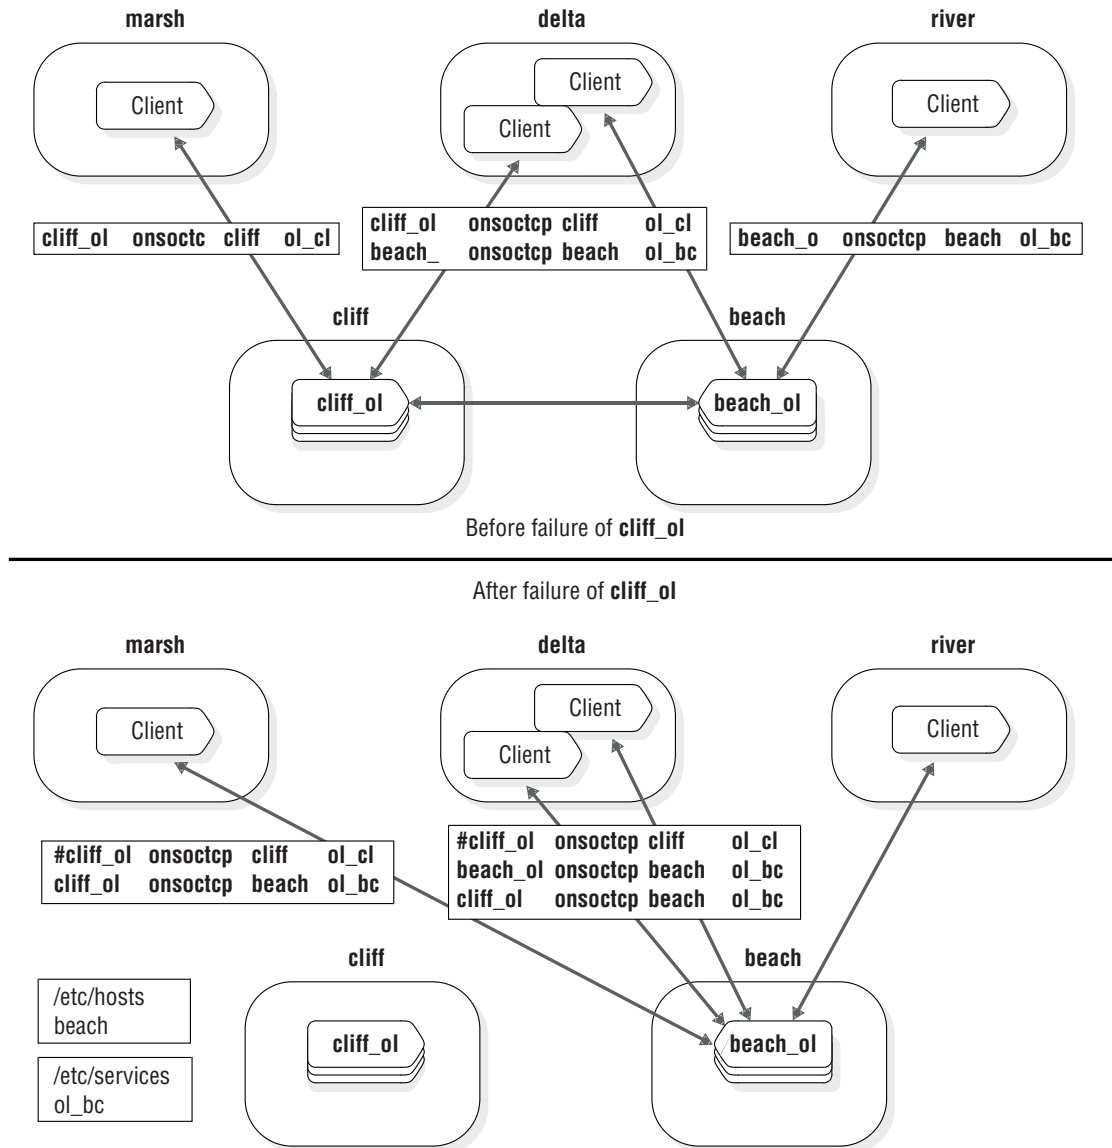 marsh delta river
Client
Client
Client
Client
cliff_ol onsoctc cliff ol_cl
cliff_ol onsoctcp cliff ol_cl
beach_ onsoctcp beach ol_bc
beach_o onsoctcp beach ol_bc
cliff beach
cliff_ol beach_ol
Before failure of cliff_ol
After failure of cliff_ol
marsh delta river
Client
Client
Client
Client
#cliff_ol onsoctcp cliff ol_cl
cliff_ol onsoctcp beach ol_bc
#cliff_ol onsoctcp cliff ol_cl
beach_ol onsoctcp beach ol_bc
cliff_ol onsoctcp beach ol_bc
cliff beach
/etc/hosts
beach
cliff_ol beach_ol
/etc/services
ol_bc